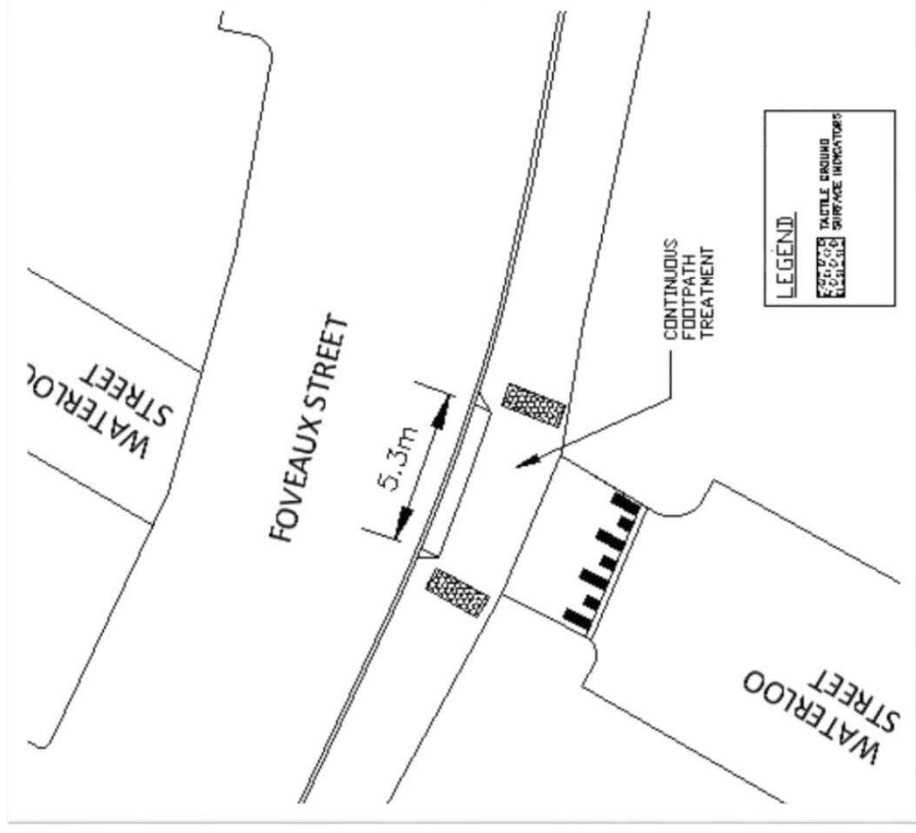 WATERLOO
STREET
FOVEAUX STREET
5.3m
CONTINUOUS
FOOTPATH
TREATMENT
LEGEND
TACTILE GROUND
SURFACE INDICATORS
WATERLOO
STREET